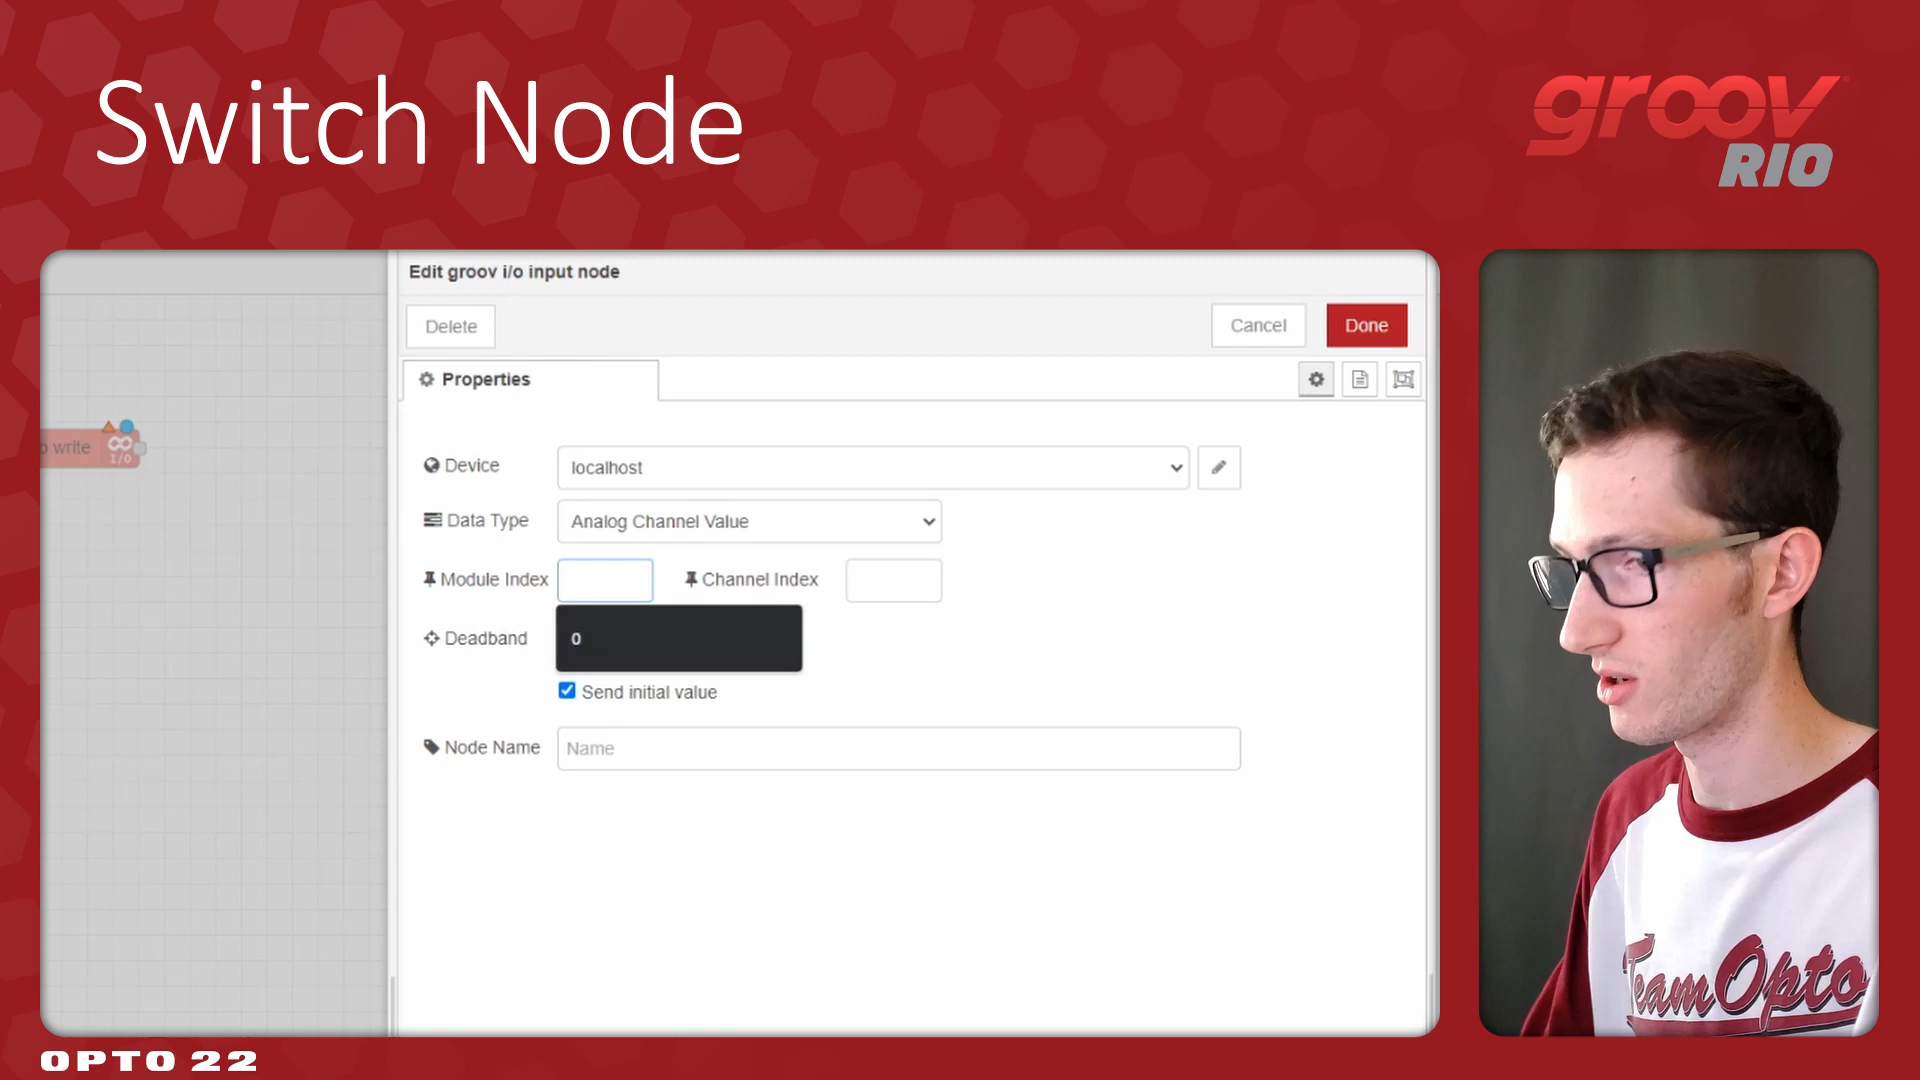 Switch Node
groov
RIO
Edit groov i/o input node
Delete
Cancel
Done
Properties
write
I/O
Device
localhost
Data Type
Analog Channel Value
Module Index
Channel Index
Deadband
0
Send initial value
Node Name
Name
TeamOpto
OPTO 22